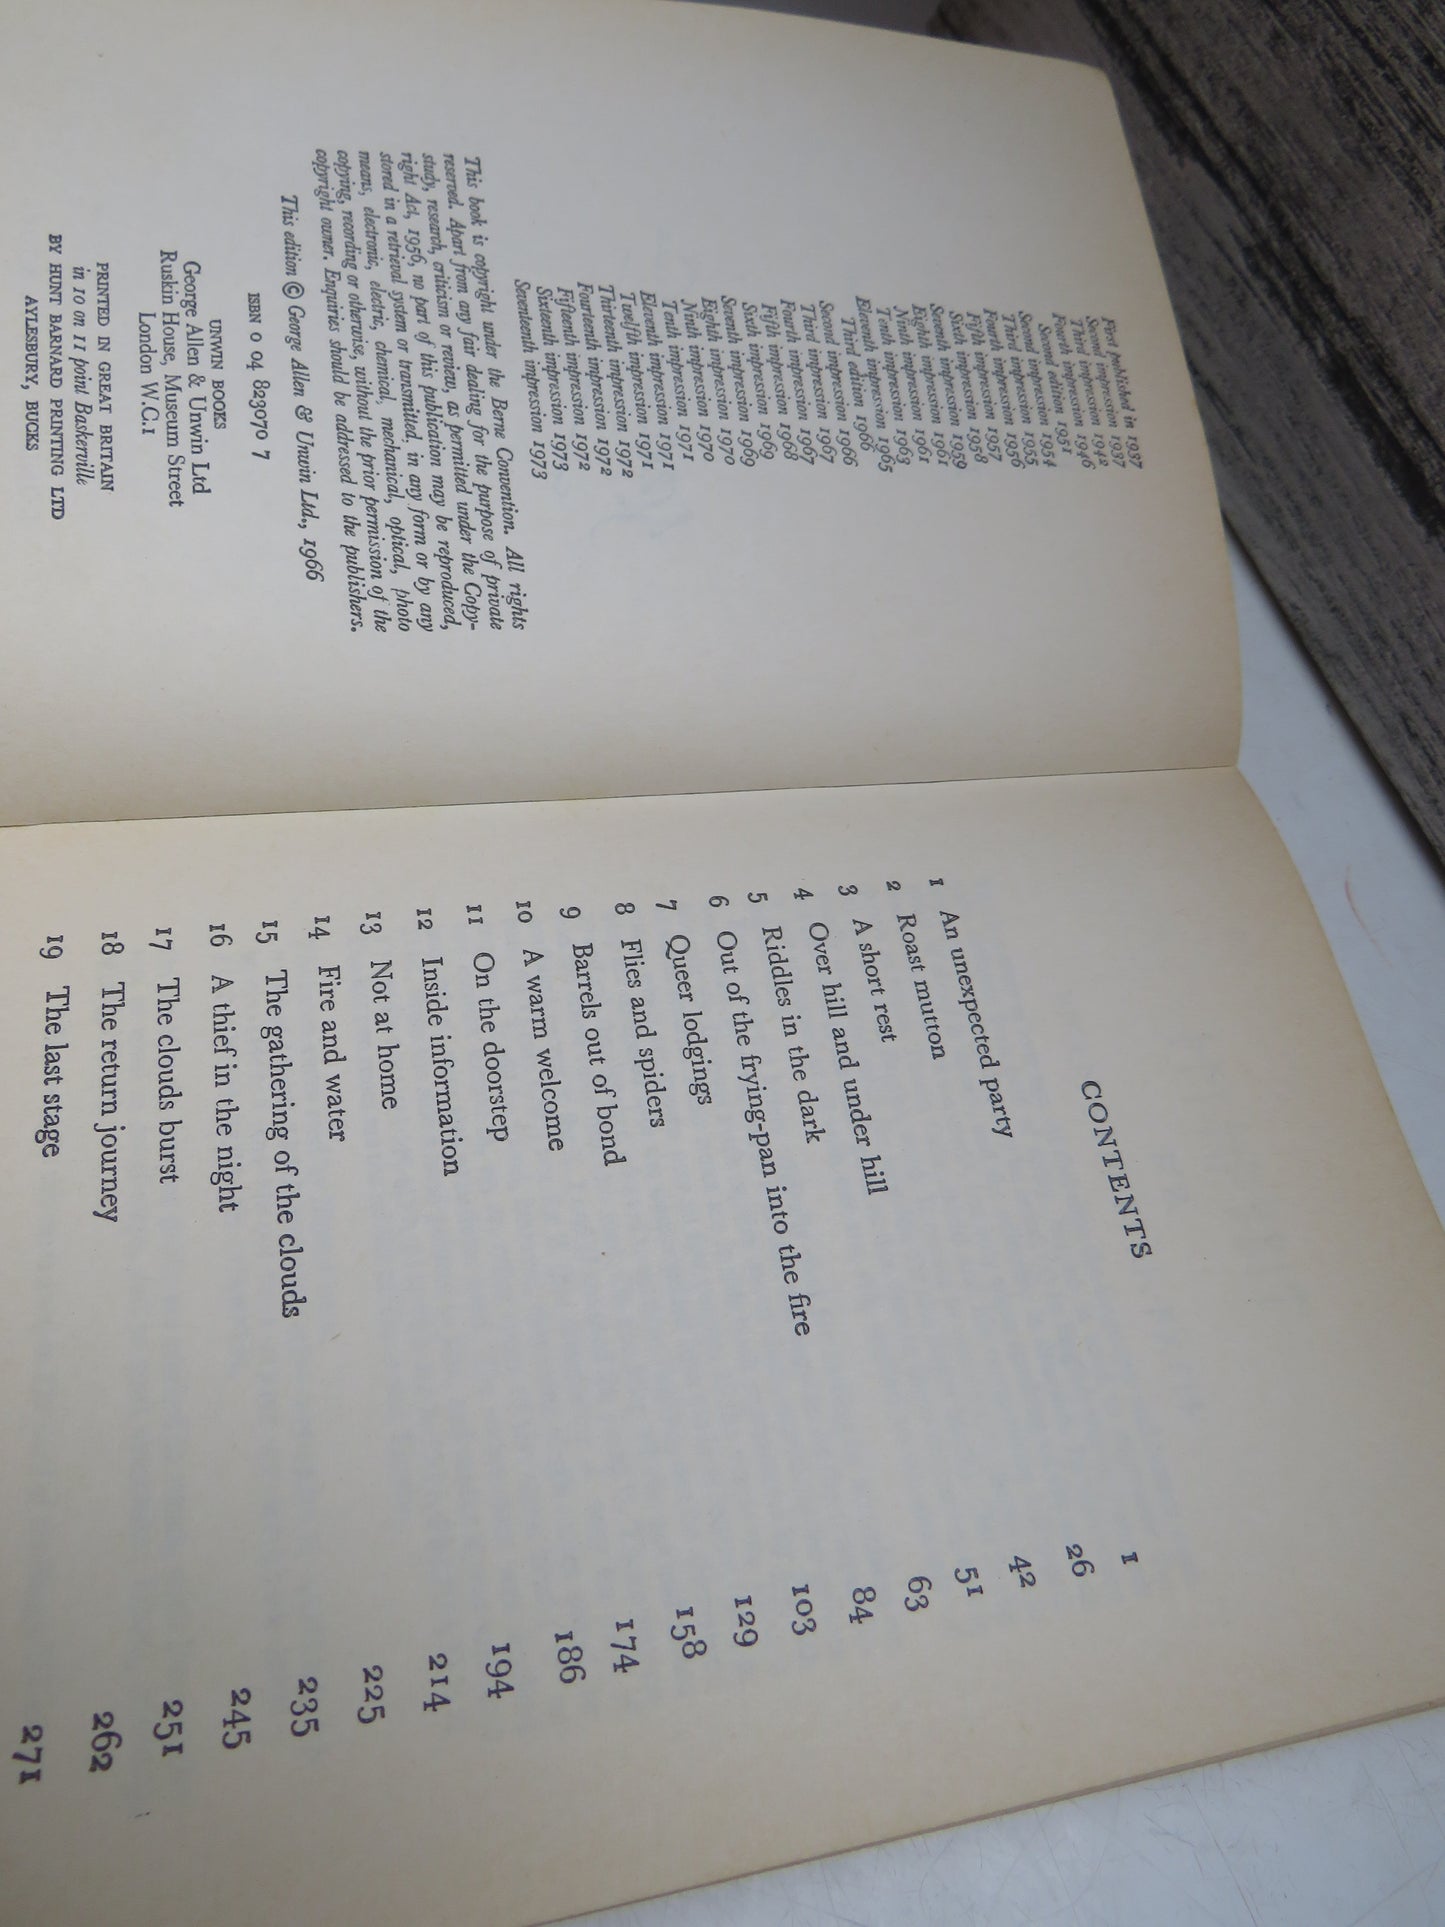 First published in 1937
Second impression 1937
Third impression 1942
Fourth impression 1946
Second edition 1951
Second impression 1954
Third impression 1955
Fourth impression 1956
Fifth impression 1957
Sixth impression 1958
Seventh impression 1959
Eighth impression 1961
Ninth impression 1961
Tenth impression 1963
Eleventh impression 1965
Third edition 1966
Second impression 1966
Third impression 1967
Fourth impression 1967
Fifth impression 1968
Sixth impression 1969
Seventh impression 1969
Eighth impression 1970
Ninth impression 1970
Tenth impression 1971
Eleventh impression 1971
Twelfth impression 1971
Thirteenth impression 1972
Fourteenth impression 1972
Fifteenth impression 1972
Sixteenth impression 1973
Seventeenth impression 1973
This book is copyright under the Berne Convention. All rights
reserved. Apart from any fair dealing for the purpose of private
study, research, criticism or review, as permitted under the Copy-
right Act, 1956, no part of this publication may be reproduced,
stored in a retrieval system or transmitted, in any form or by any
means, electronic, electric, chemical, mechanical, optical, photo
copying, recording or otherwise, without the prior permission of the
copyright owner. Enquiries should be addressed to the publishers.
This edition © George Allen & Unwin Ltd., 1966
ISBN 0 04 823070 7
UNWIN BOOKS
George Allen & Unwin Ltd
Ruskin House, Museum Street
London W.C.1
PRINTED IN GREAT BRITAIN
in 10 on 11 point Baskerville
BY HUNT BARNARD PRINTING LTD
AYLESBURY, BUCKS
CONTENTS
1 An unexpected party 1
2 Roast mutton 26
3 A short rest 42
4 Over hill and under hill 51
5 Riddles in the dark 63
6 Out of the frying-pan into the fire 84
7 Queer lodgings 103
8 Flies and spiders 129
9 Barrels out of bond 158
10 A warm welcome 174
11 On the doorstep 186
12 Inside information 194
13 Not at home 214
14 Fire and water 225
15 The gathering of the clouds 235
16 A thief in the night 245
17 The clouds burst 251
18 The return journey 262
19 The last stage 271